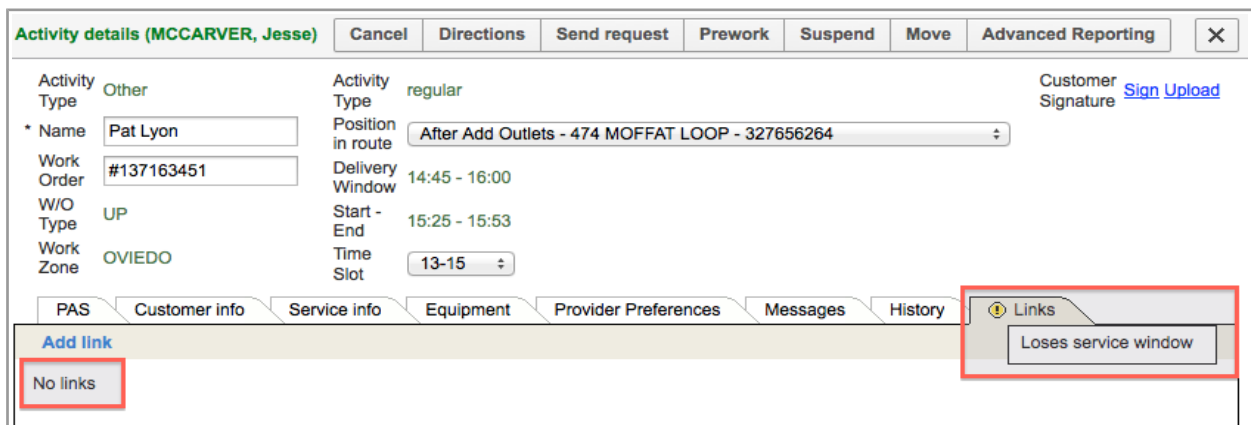 Activity details (MCCARVER, Jesse) Cancel Directions Send request Prework Suspend Move Advanced Reporting ×
Activity Type Other
* Name Pat Lyon
Work Order #137163451
W/O Type UP
Work Zone OVIEDO
Activity Type regular
Position in route After Add Outlets - 474 MOFFAT LOOP - 327656264
Delivery Window 14:45 - 16:00
Start - End 15:25 - 15:53
Time Slot 13-15
Customer Signature Sign Upload
PAS Customer info Service info Equipment Provider Preferences Messages History Links
Add link
Loses service window
No links